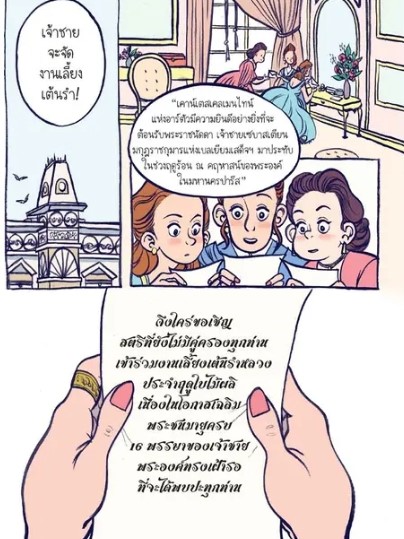 เจ้าชาย
จะจัด
งานเลี้ยง
เต้นรำ!
“เคาน์เตสเคลเมนไทน์
แห่งอาร์ตัวมีความยินดีอย่างยิ่งที่จะ
ต้อนรับพระราชนัดดา เจ้าชายเซบาสเตียน
มกุฎราชกุมารแห่งเบลเยียมเสด็จฯ มาประทับ
ในช่วงฤดูร้อน ณ คฤหาสน์ของพระองค์
ในมหานครปารีส”
จึงใคร่ขอเชิญ
สตรีที่ยังไม่มีคู่ครองทุกท่าน
เข้าร่วมงานเลี้ยงเต้นรำหลวง
ประจำฤดูใบไม้ผลิ
เนื่องในโอกาสเฉลิม
พระชนมายุครบ
16 พรรษาของเจ้าชาย
พระองค์ทรงเฝ้ารอ
ที่จะได้พบปะทุกท่าน